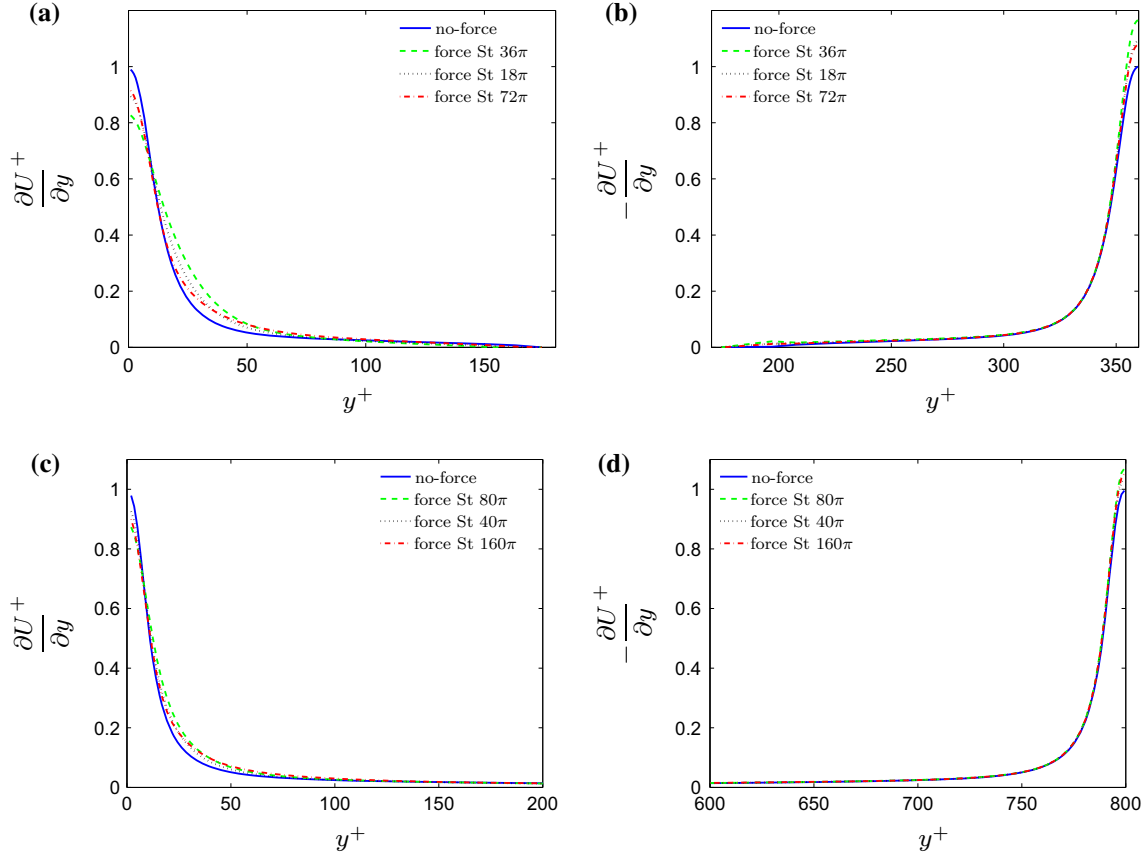 (a)
no-force
force St 36π
force St 18π
force St 72π
∂U⁺
∂y
1
0.8
0.6
0.4
0.2
0
0 50 100 150
y⁺
(b)
no-force
force St 36π
force St 18π
force St 72π
−∂U⁺
∂y
1
0.8
0.6
0.4
0.2
0
200 250 300 350
y⁺
(c)
no-force
force St 80π
force St 40π
force St 160π
∂U⁺
∂y
1
0.8
0.6
0.4
0.2
0
0 50 100 150 200
y⁺
(d)
no-force
force St 80π
force St 40π
force St 160π
−∂U⁺
∂y
1
0.8
0.6
0.4
0.2
0
600 650 700 750 800
y⁺